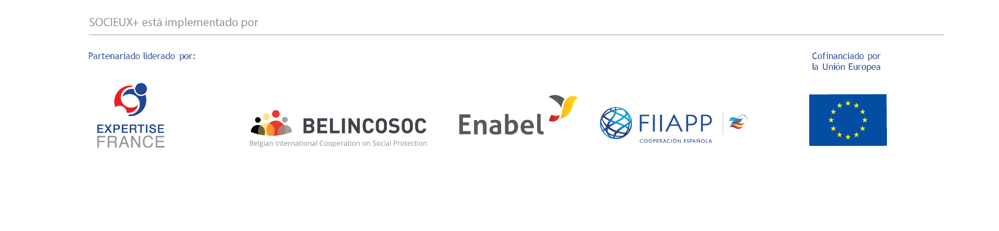 SOCIEUX+ está implementado por
Partenariado liderado por:
Cofinanciado por
la Unión Europea
EXPERTISE
FRANCE
BELINCOSOC
Belgian International Cooperation on Social Protection
Enabel
FIIAPP
COOPERACIÓN ESPAÑOLA